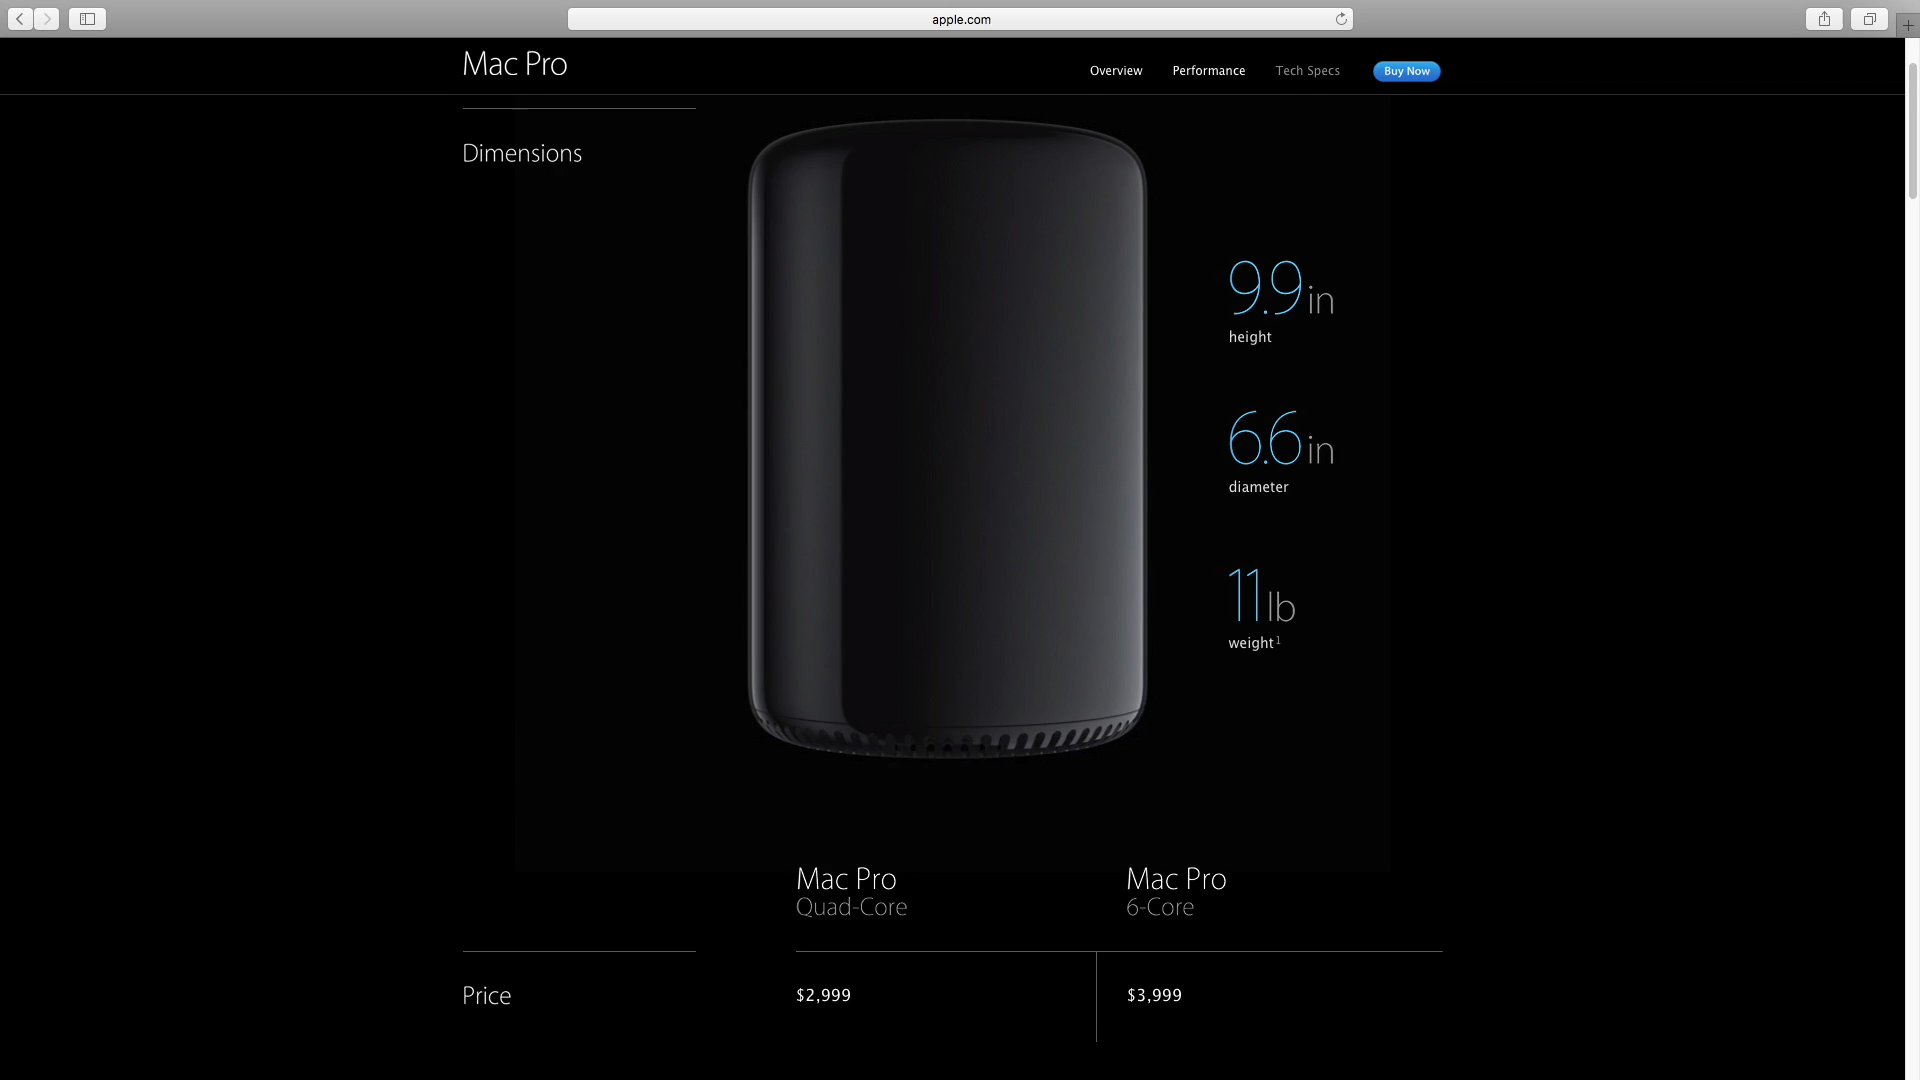 apple.com
Mac Pro
Overview Performance Tech Specs Buy Now
Dimensions
9.9in
height
6.6in
diameter
11lb
weight1
Mac Pro Mac Pro
Quad-Core 6-Core
Price $2,999 $3,999